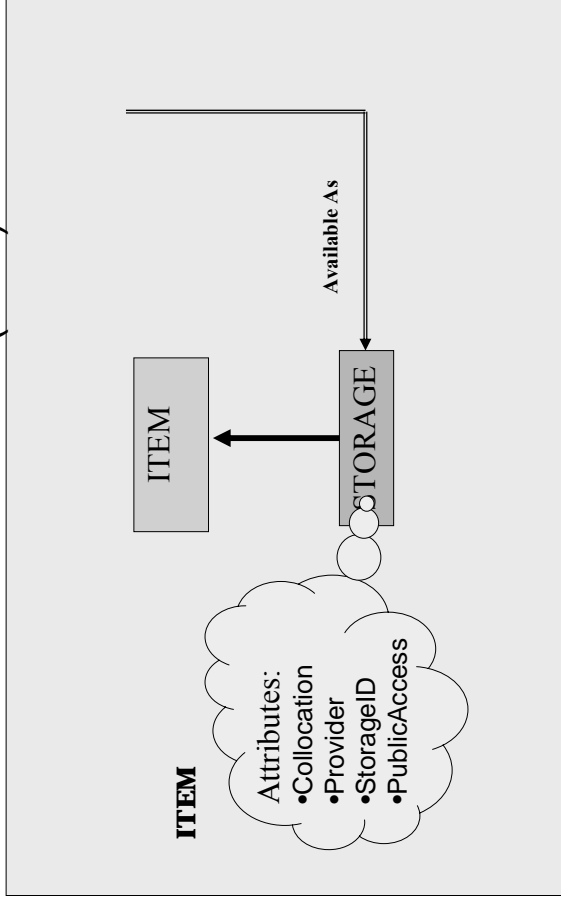 ITEM
Attributes:
•Collocation
•Provider
•StorageID
•PublicAccess
ITEM
STORAGE
Available As